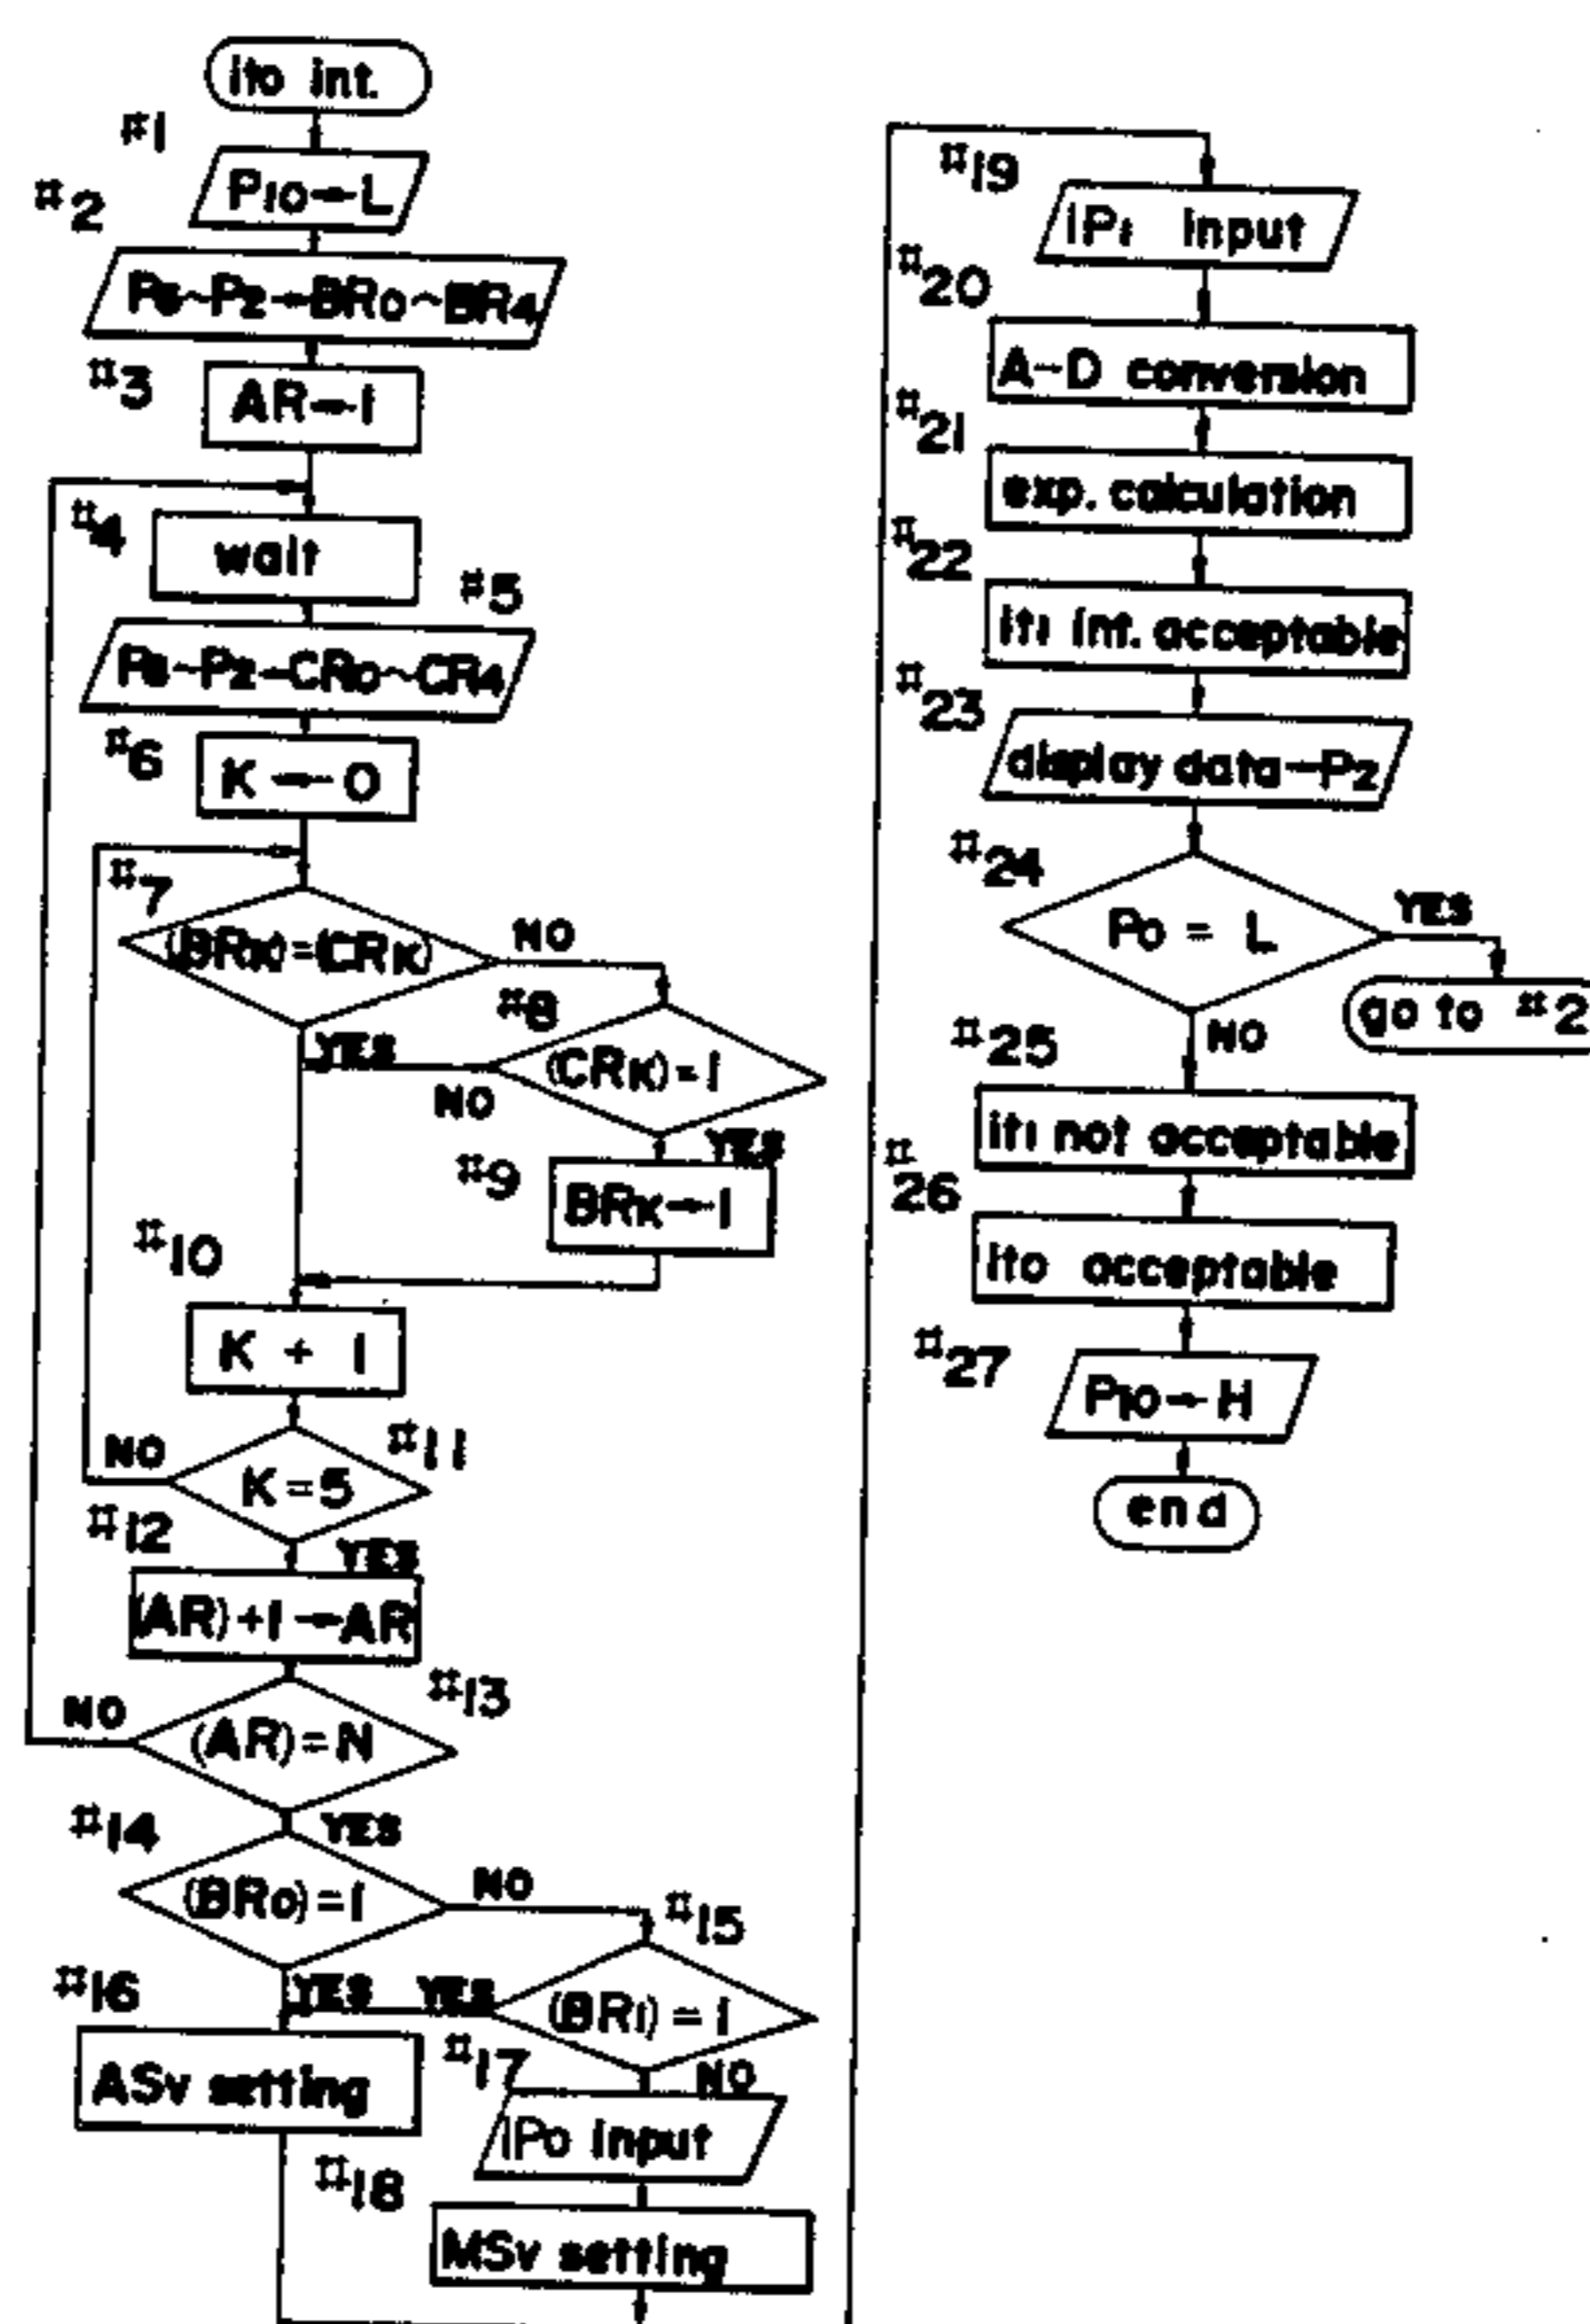 ito int.
#1
P10→L
#2
P6~P2→BR0~BR4
#3
AR→1
#4
wait
#5
P6~P2→CR0~CR4
#6
K←0
#7
(BRK)=(CRK)
NO
YES
#8
(CRK)=1
NO
YES
#9
BRK→1
#10
K + 1
#11
NO
K=5
YES
#12
(AR)+1→AR
#13
NO
(AR)=N
YES
#14
(BR0)=1
NO
#15
YES
YES
(BR1)=1
NO
#16
ASv setting
#17
IP0 input
#18
MSv setting
#19
IP1 input
#20
A-D conversion
#21
exp. calculation
#22
it1 int. acceptable
#23
display data→P2
#24
P0 = L
YES
go to #2
NO
#25
it1 not acceptable
#26
ito acceptable
#27
P10→H
end